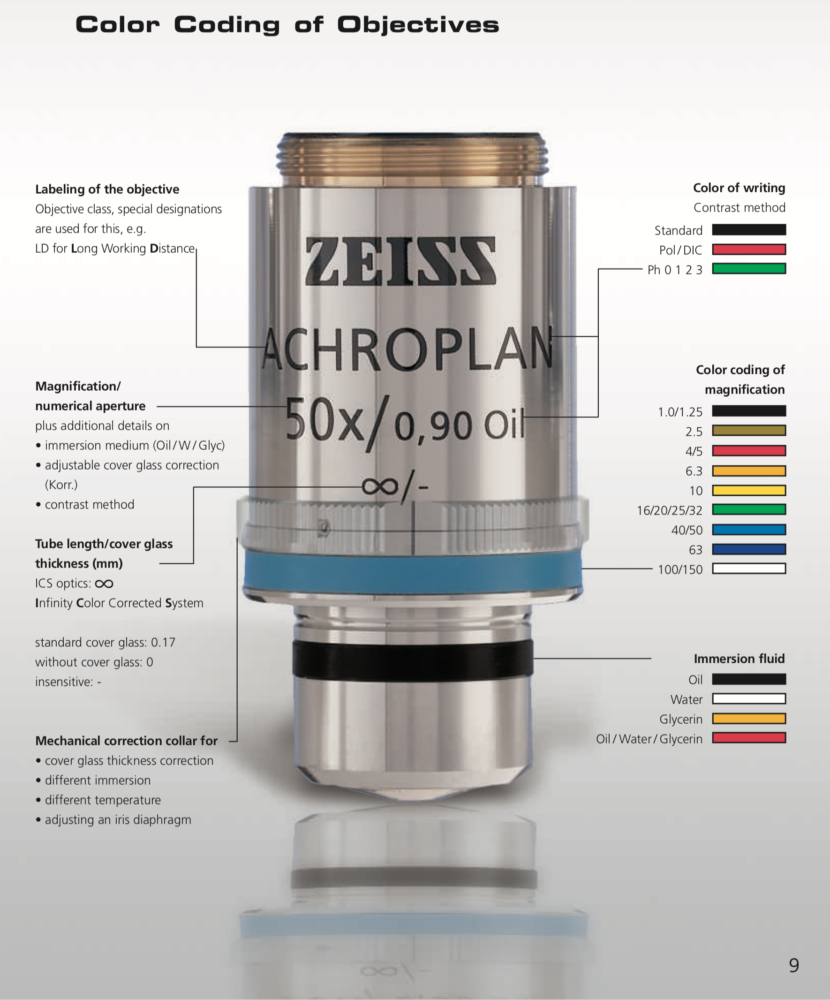 Color Coding of Objectives
Labeling of the objective
Objective class, special designations
are used for this, e.g.
LD for Long Working Distance
Magnification/
numerical aperture
plus additional details on
• immersion medium (Oil/W/Glyc)
• adjustable cover glass correction
(Korr.)
• contrast method
Tube length/cover glass
thickness (mm)
ICS optics: ∞
Infinity Color Corrected System
standard cover glass: 0.17
without cover glass: 0
insensitive: -
Mechanical correction collar for
• cover glass thickness correction
• different immersion
• different temperature
• adjusting an iris diaphragm
ZEISS
ACHROPLAN
50x/0,90 Oil
∞/-
Color of writing
Contrast method
Standard
Pol/DIC
Ph 0 1 2 3
Color coding of
magnification
1.0/1.25
2.5
4/5
6.3
10
16/20/25/32
40/50
63
100/150
Immersion fluid
Oil
Water
Glycerin
Oil/Water/Glycerin
∞/-
9